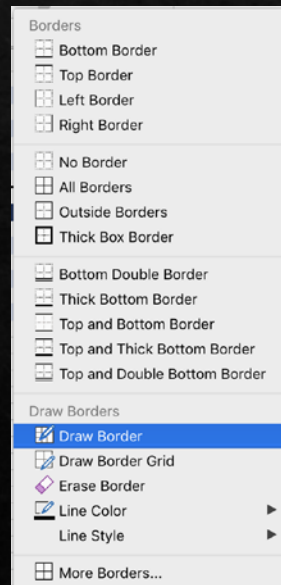 Borders
Bottom Border
Top Border
Left Border
Right Border
No Border
All Borders
Outside Borders
Thick Box Border
Bottom Double Border
Thick Bottom Border
Top and Bottom Border
Top and Thick Bottom Border
Top and Double Bottom Border
Draw Borders
Draw Border
Draw Border Grid
Erase Border
Line Color
Line Style
More Borders...